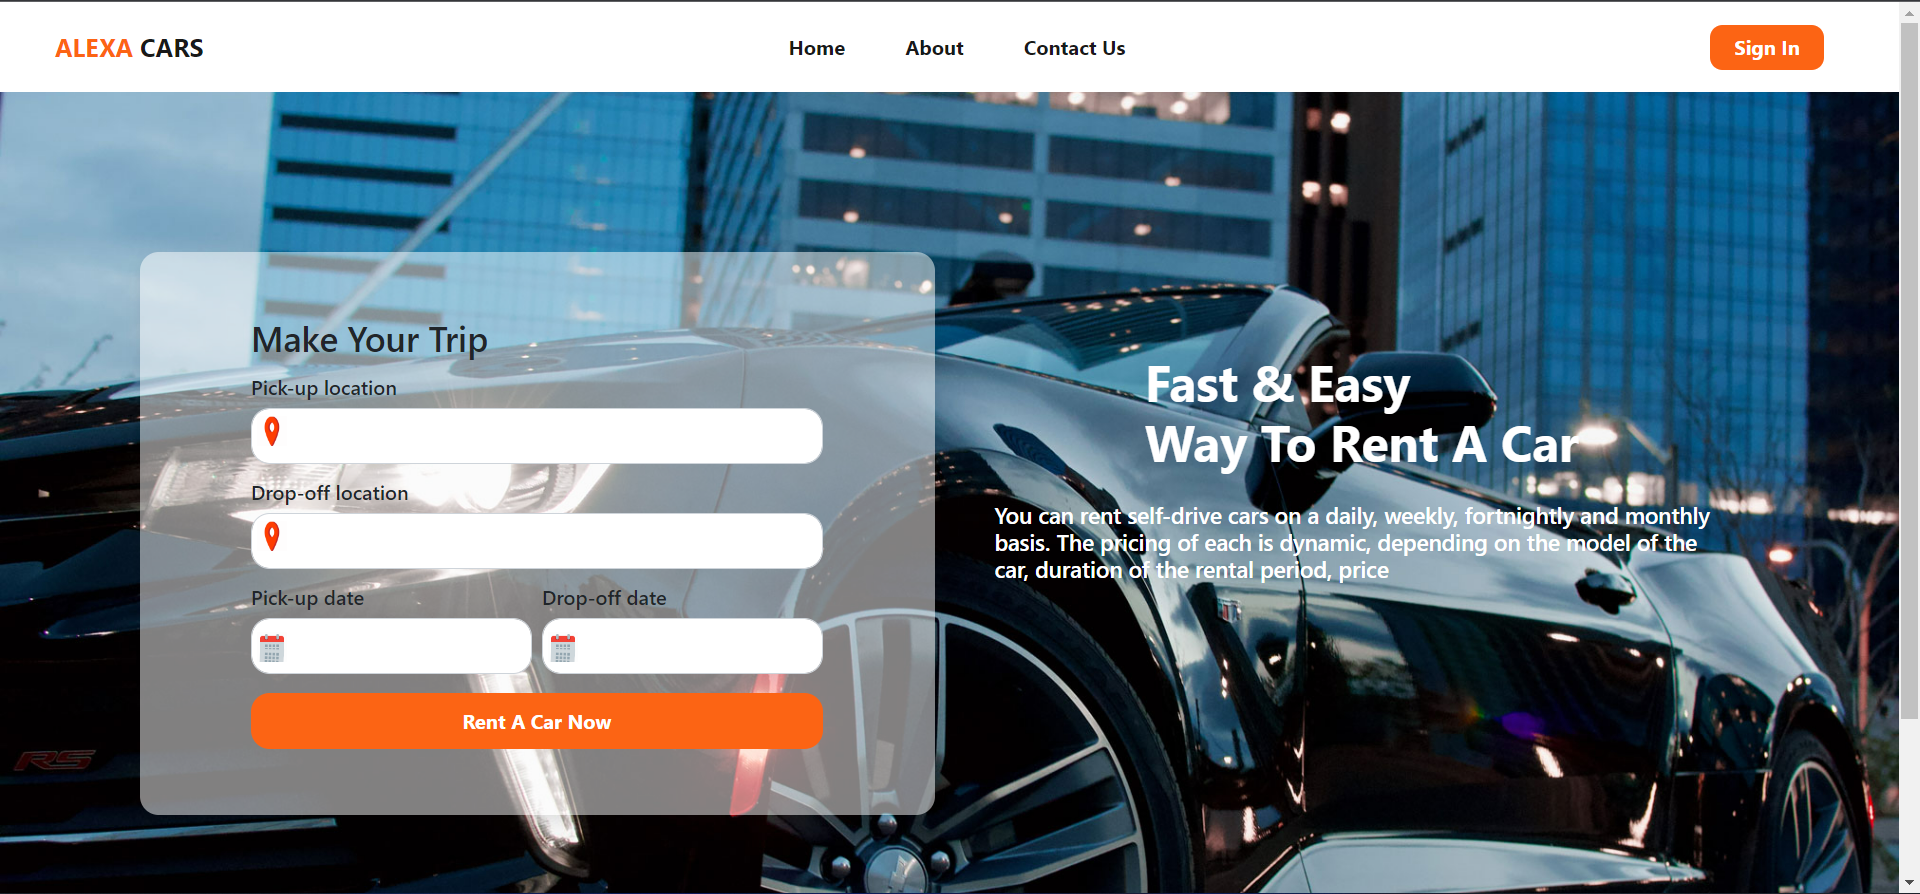 ALEXA CARS
Home
About
Contact Us
Sign In
Make Your Trip
Pick-up location
Drop-off location
Pick-up date
Drop-off date
Rent A Car Now
Fast & Easy
Way To Rent A Car
You can rent self-drive cars on a daily, weekly, fortnightly and monthly
basis. The pricing of each is dynamic, depending on the model of the
car, duration of the rental period, price
RS